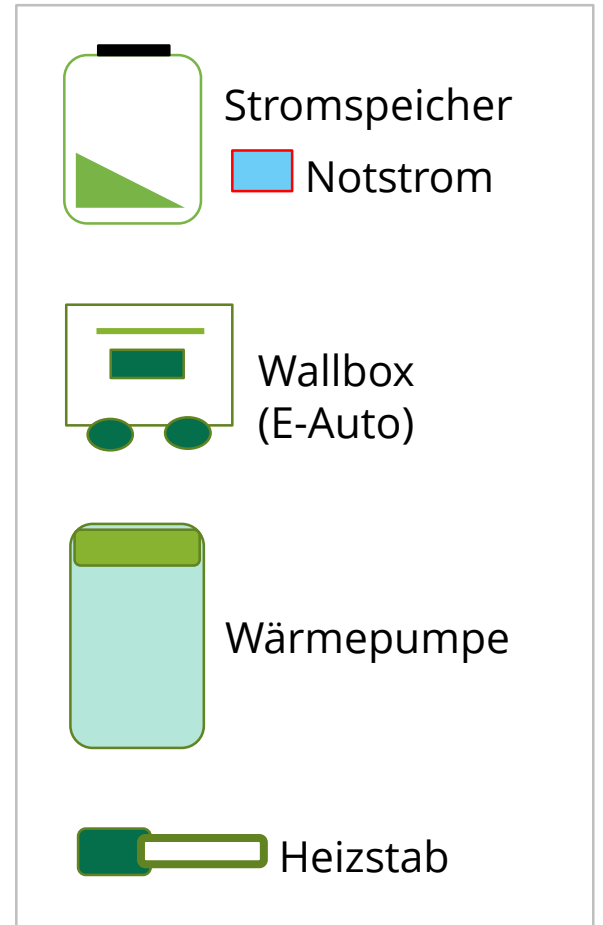 Stromspeicher
Notstrom
Wallbox
(E-Auto)
Wärmepumpe
Heizstab